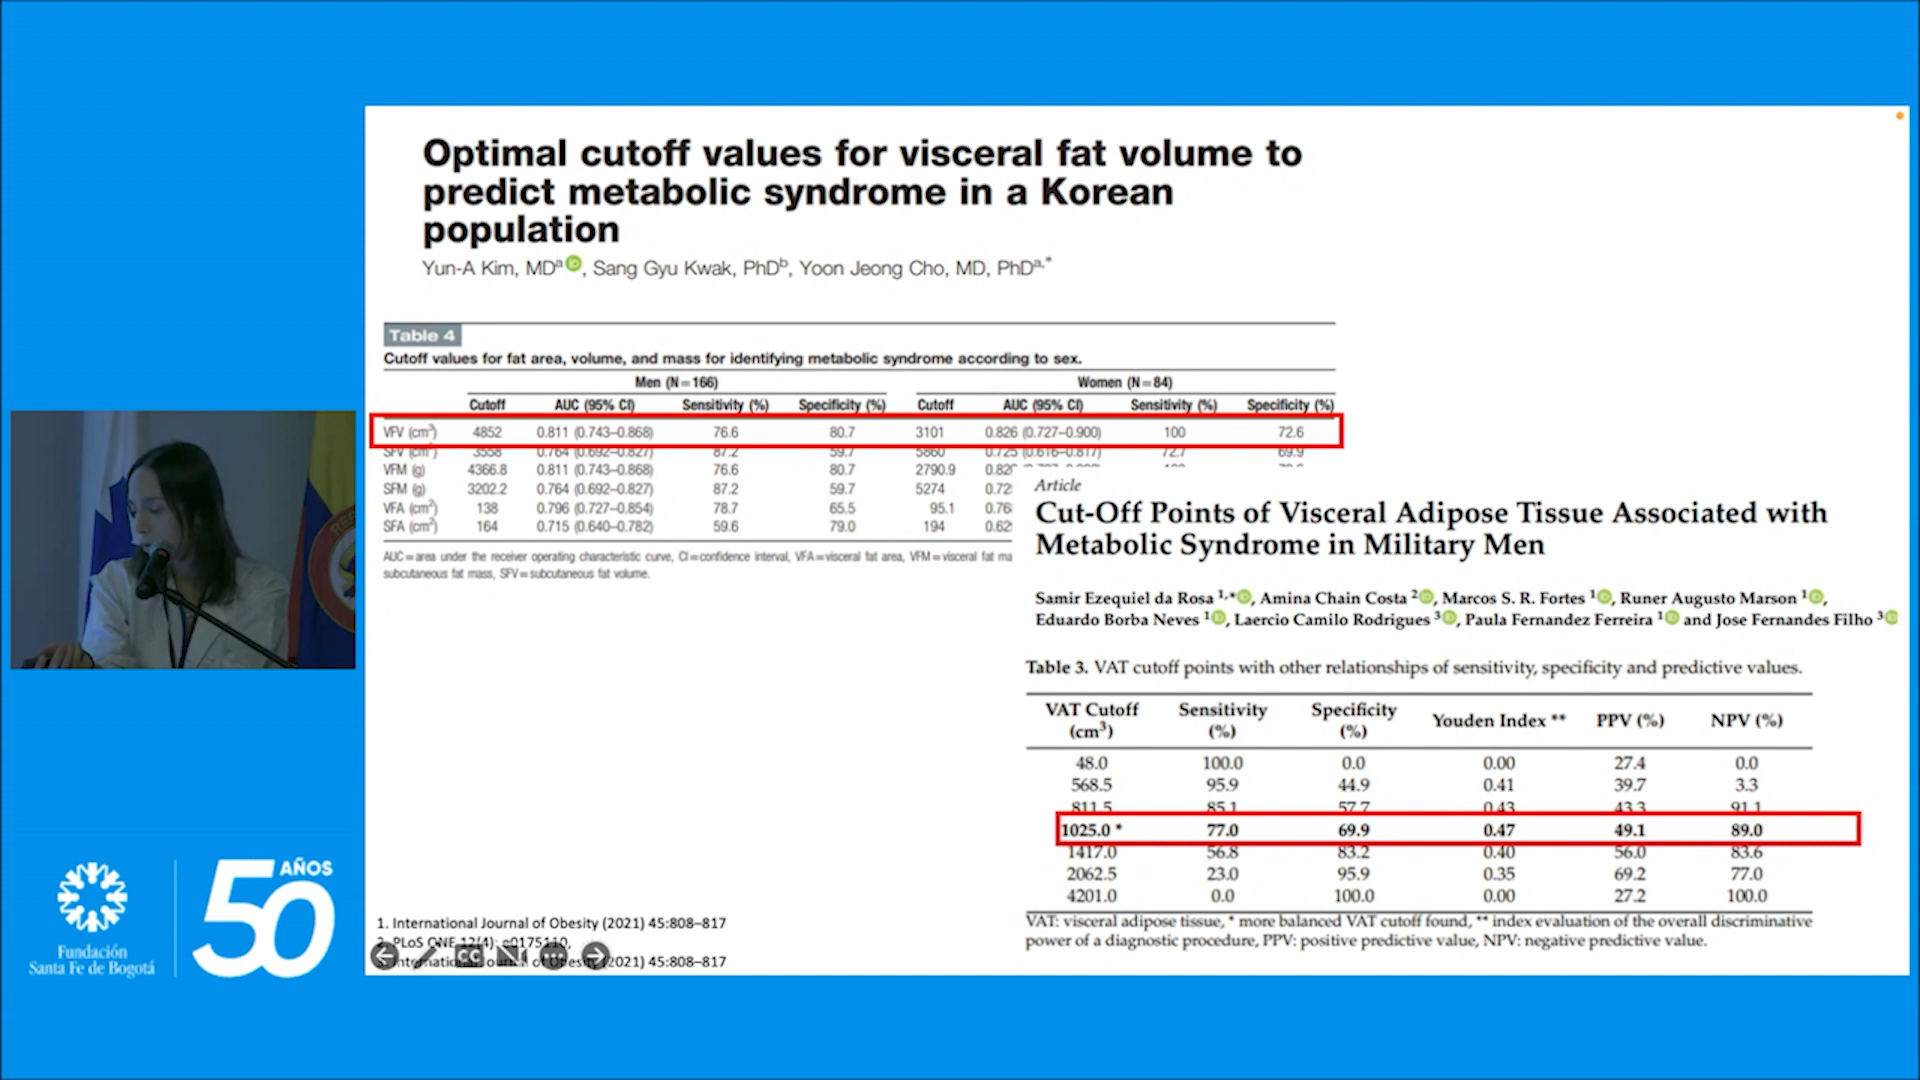 Optimal cutoff values for visceral fat volume to
predict metabolic syndrome in a Korean
population
Yun-A Kim, MDa, Sang Gyu Kwak, PhDb, Yoon Jeong Cho, MD, PhDa,*
Table 4
Cutoff values for fat area, volume, and mass for identifying metabolic syndrome according to sex.
Men (N=166) Women (N=84)
Cutoff AUC (95% CI) Sensitivity (%) Specificity (%) Cutoff AUC (95% CI) Sensitivity (%) Specificity (%)
VFV (cm³) 4852 0.811 (0.743–0.868) 76.6 80.7 3101 0.826 (0.727–0.900) 100 72.6
SFV (cm³) 3558 0.764 (0.692–0.827) 87.2 59.7 5860 0.725 (0.616–0.817) 72.7 69.9
VFM (g) 4366.8 0.811 (0.743–0.868) 76.6 80.7 2790.9
SFM (g) 3202.2 0.764 (0.692–0.827) 87.2 59.7 5274 0.72
VFA (cm²) 138 0.796 (0.727–0.854) 78.7 65.5 95.1 0.76
SFA (cm²) 164 0.715 (0.640–0.782) 59.6 79.0 194 0.62
AUC=area under the receiver operating characteristic curve, CI=confidence interval, VFA=visceral fat area, VFM=visceral fat ma
subcutaneous fat mass, SFV=subcutaneous fat volume.
Article
Cut-Off Points of Visceral Adipose Tissue Associated with
Metabolic Syndrome in Military Men
Samir Ezequiel da Rosa 1,*, Amina Chain Costa 2, Marcos S. R. Fortes 1, Runer Augusto Marson 1,
Eduardo Borba Neves 1, Laercio Camilo Rodrigues 3, Paula Fernandez Ferreira 1 and Jose Fernandes Filho 3
Table 3. VAT cutoff points with other relationships of sensitivity, specificity and predictive values.
VAT Cutoff (cm³) Sensitivity (%) Specificity (%) Youden Index ** PPV (%) NPV (%)
48.0 100.0 0.0 0.00 27.4 0.0
568.5 95.9 44.9 0.41 39.7 3.3
811.5 85.1 57.7 0.43 43.3 91.1
1025.0 * 77.0 69.9 0.47 49.1 89.0
1417.0 56.8 83.2 0.40 56.0 83.6
2062.5 23.0 95.9 0.35 69.2 77.0
4201.0 0.0 100.0 0.00 27.2 100.0
VAT: visceral adipose tissue, * more balanced VAT cutoff found, ** index evaluation of the overall discriminative
power of a diagnostic procedure, PPV: positive predictive value, NPV: negative predictive value.
1. International Journal of Obesity (2021) 45:808–817
2. PLoS ONE 12(4): e0175110,
International Journal of Obesity (2021) 45:808–817
Fundación
Santa Fe de Bogotá
50 AÑOS